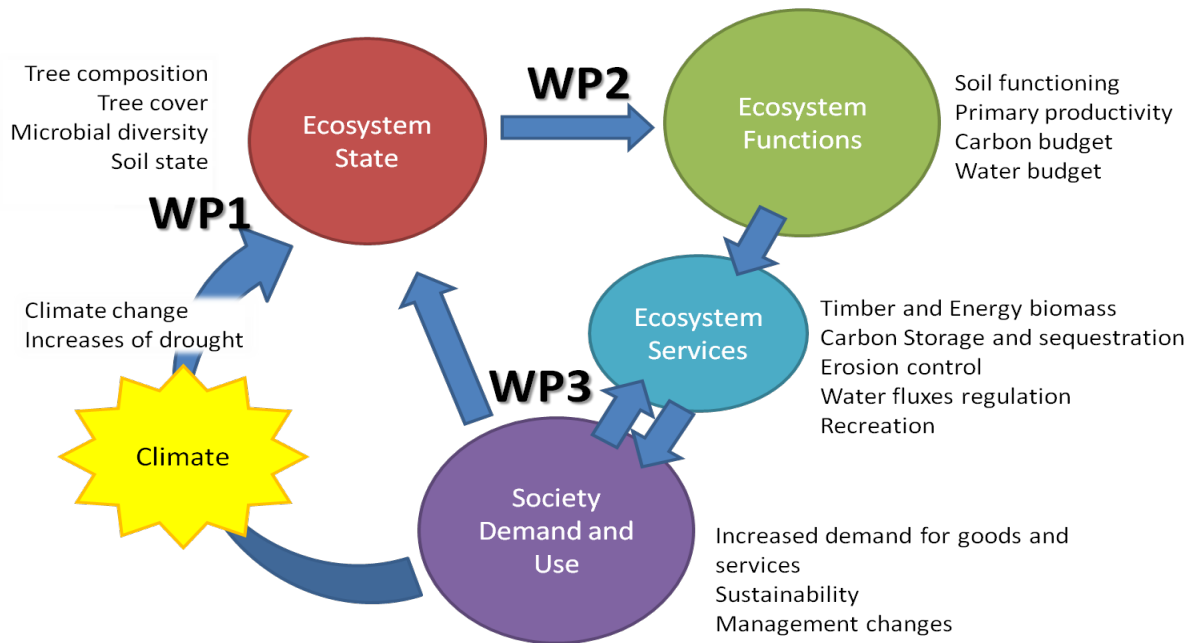 Tree composition
Tree cover
Microbial diversity
Soil state
WP1
Ecosystem
State
WP2
Ecosystem
Functions
Soil functioning
Primary productivity
Carbon budget
Water budget
Climate change
Increases of drought
Ecosystem
Services
Timber and Energy biomass
Carbon Storage and sequestration
Erosion control
Water fluxes regulation
Recreation
WP3
Climate
Society
Demand and
Use
Increased demand for goods and
services
Sustainability
Management changes